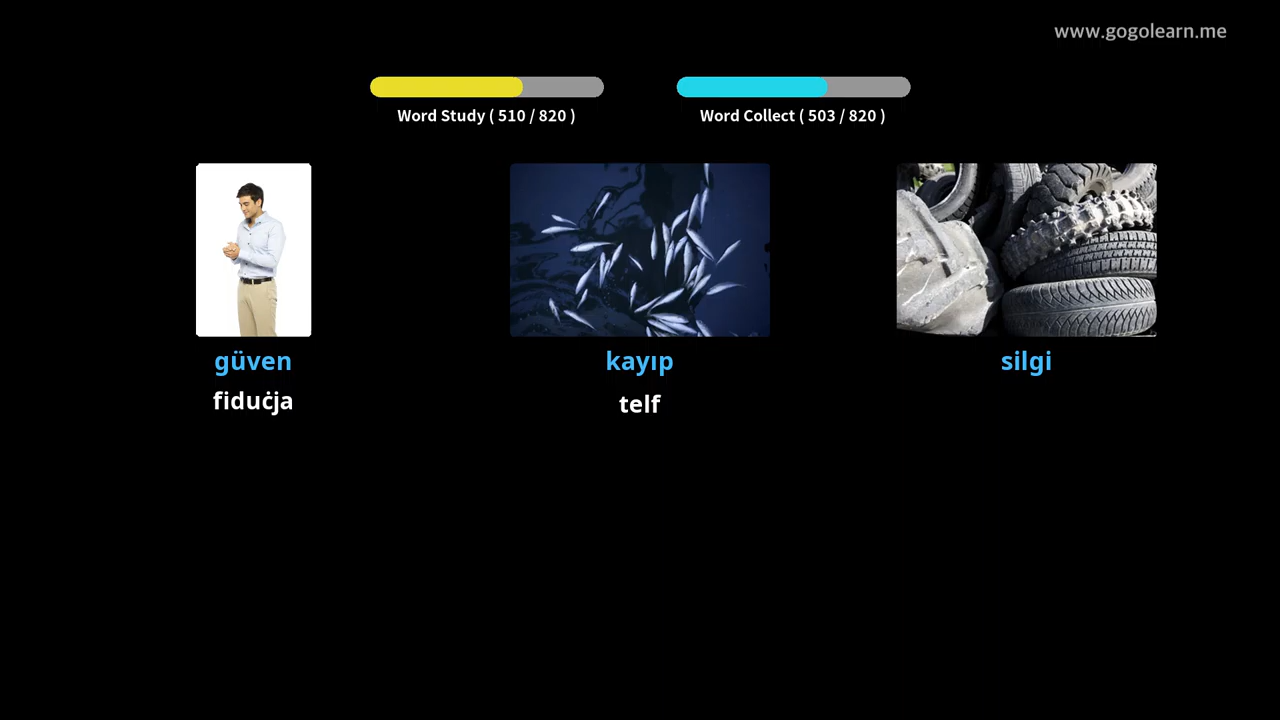 www.gogolearn.me
Word Study ( 510 / 820 )
Word Collect ( 503 / 820 )
güven
kayıp
silgi
fiduċja
telf